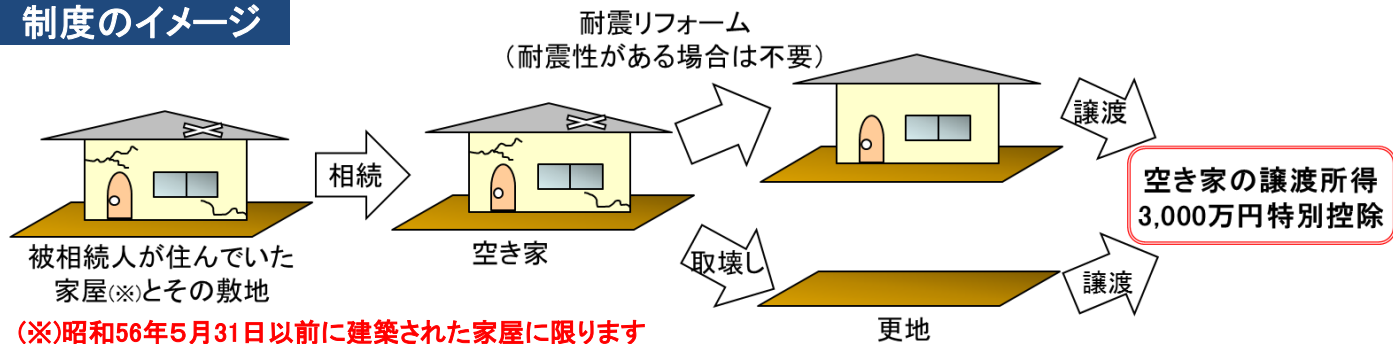 制度のイメージ
耐震リフォーム
（耐震性がある場合は不要）
譲渡
相続
空き家の譲渡所得
3,000万円特別控除
被相続人が住んでいた
家屋(※)とその敷地
空き家
取壊し
譲渡
更地
(※)昭和56年５月31日以前に建築された家屋に限ります